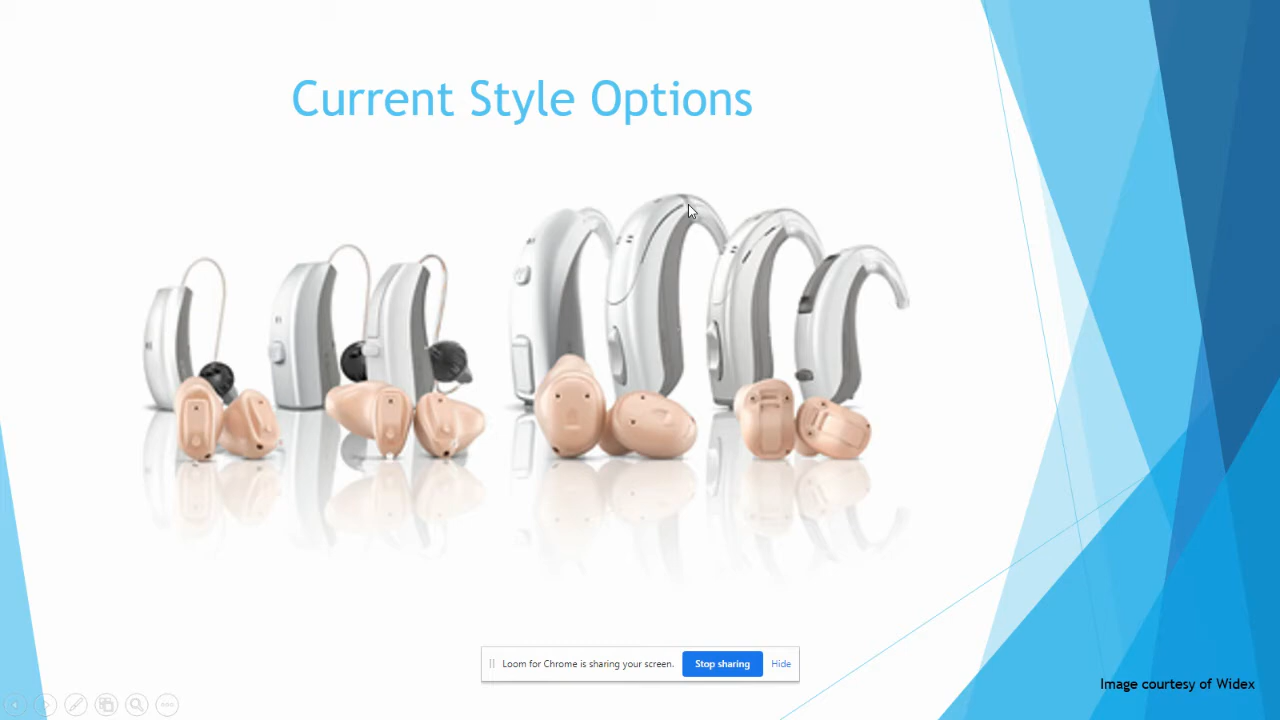 Current Style Options
Loom for Chrome is sharing your screen. Stop sharing Hide
Image courtesy of Widex